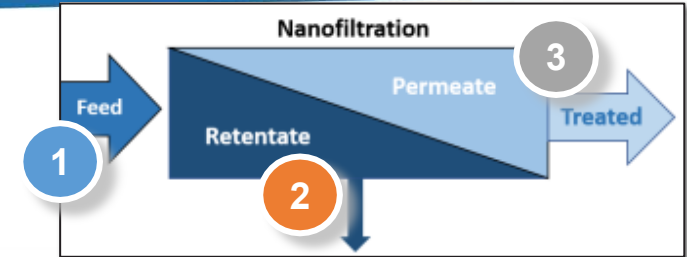 Nanofiltration
3
Permeate
Feed
Treated
Retentate
1
2